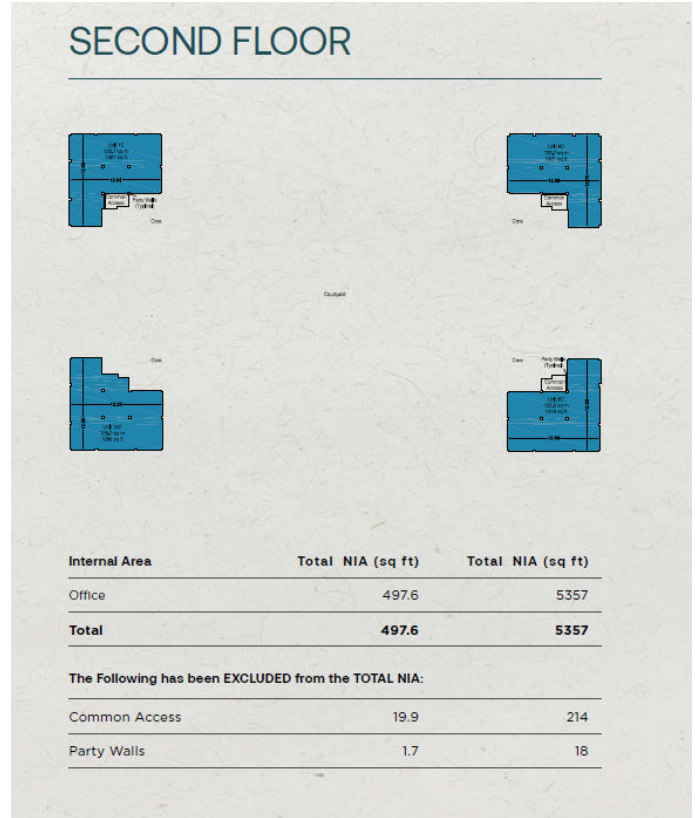 SECOND FLOOR
Common
Access
Party Walls
(Typical)
Core
Common
Access
Core
Courtyard
Core
Core
Party Walls
(Typical)
Common
Access
Internal Area Total NIA (sq ft) Total NIA (sq ft)
Office 497.6 5357
Total 497.6 5357
The Following has been EXCLUDED from the TOTAL NIA:
Common Access 19.9 214
Party Walls 1.7 18